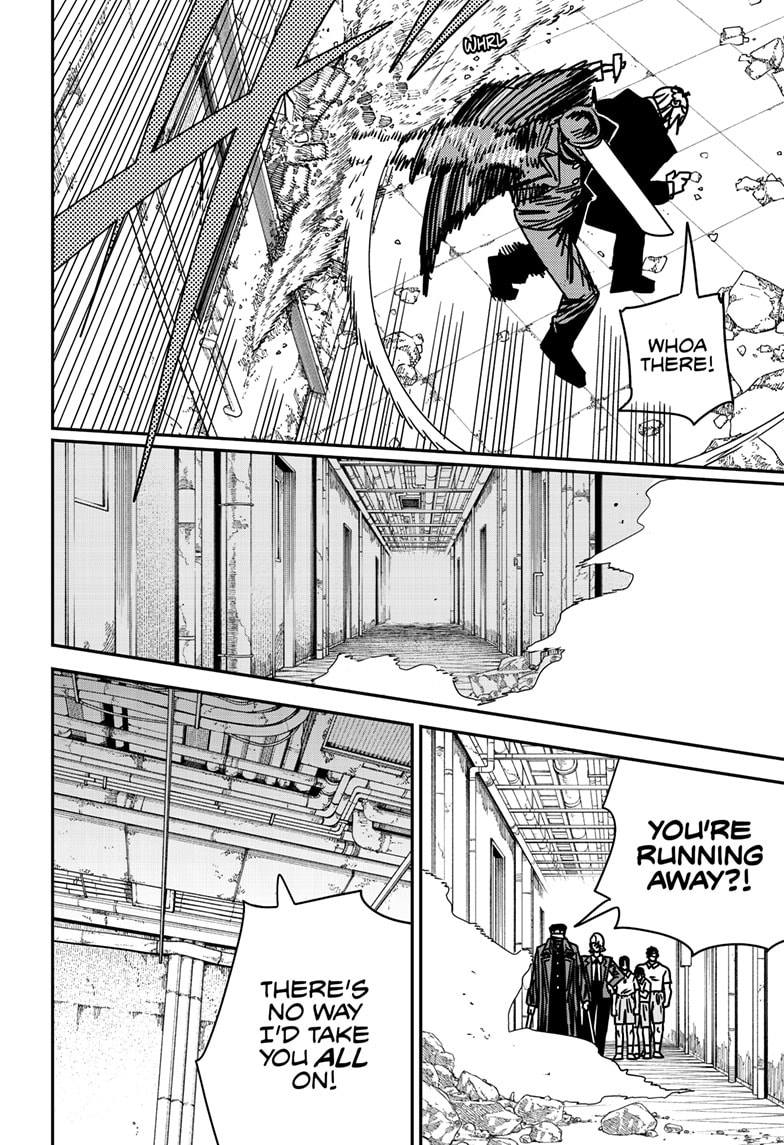 WHRL
WHOA
THERE!
YOU'RE
RUNNING
AWAY?!
THERE'S
NO WAY
I'D TAKE
YOU ALL
ON!